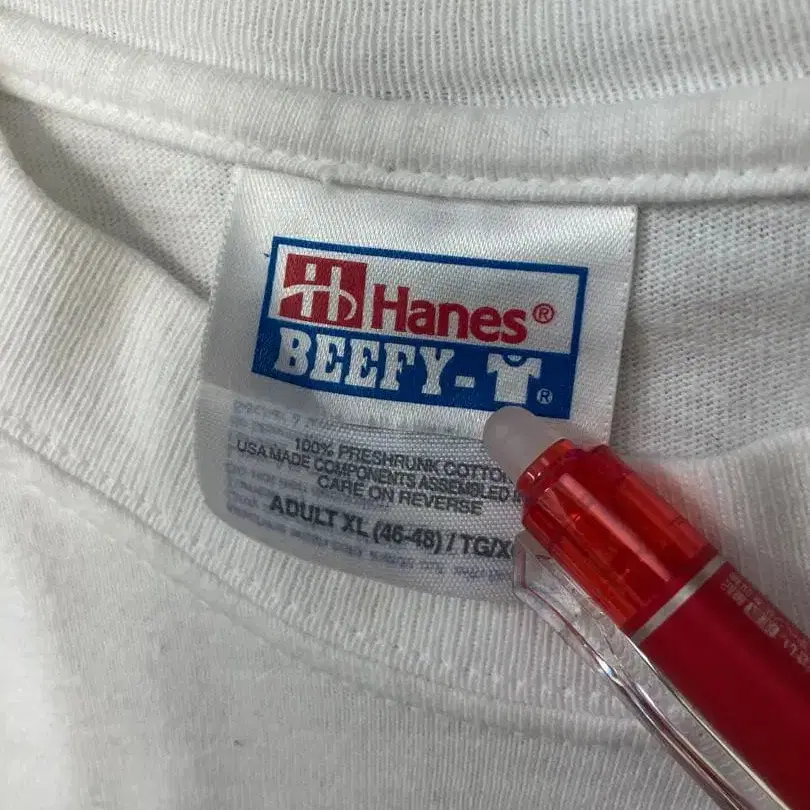 Hanes®
BEEFY-T®
100% PRESHRUNK COTTON
USA MADE COMPONENTS ASSEMBLED
CARE ON REVERSE
ADULT XL (46-48) / TG/X